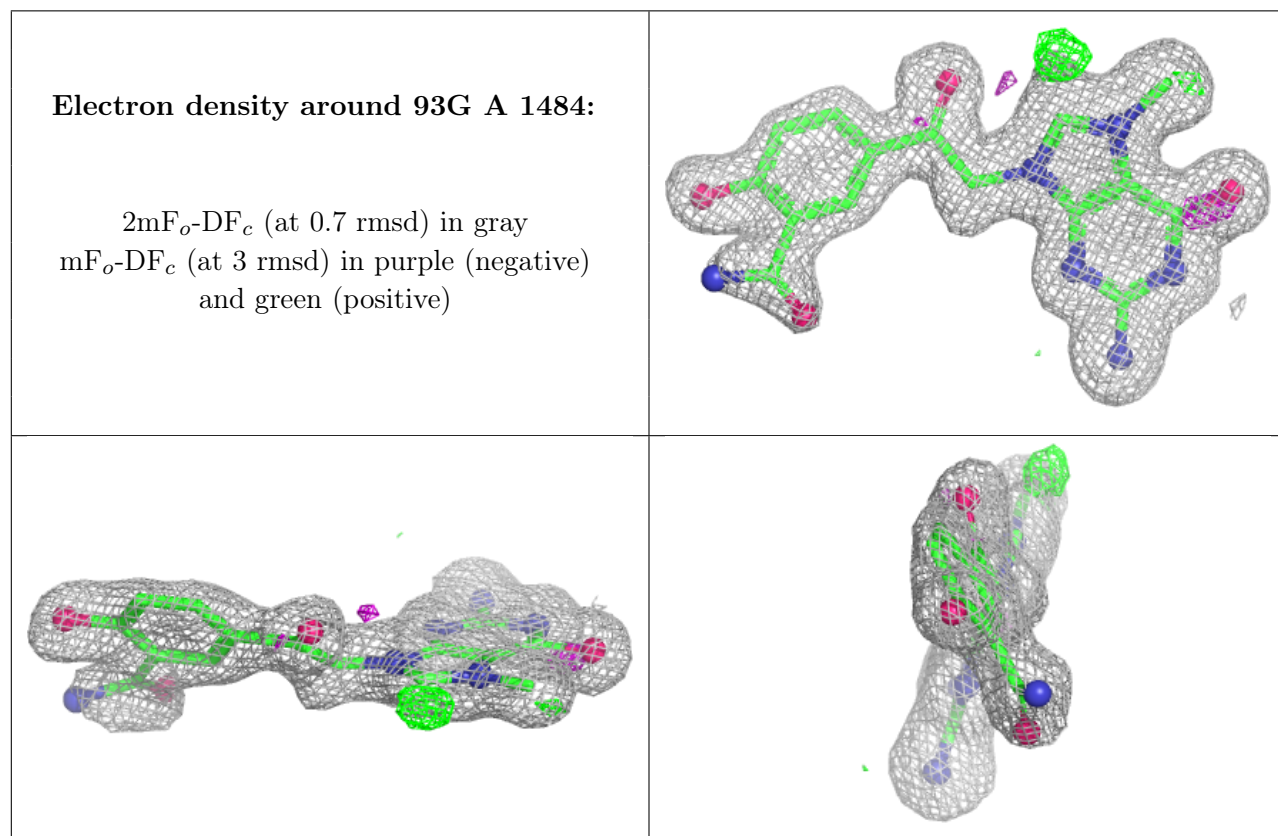 Electron density around 93G A 1484:
2mFo-DFc (at 0.7 rmsd) in gray
mFo-DFc (at 3 rmsd) in purple (negative)
and green (positive)